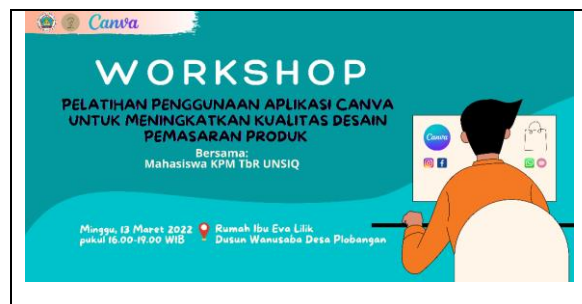 Canva
WORKSHOP
PELATIHAN PENGGUNAAN APLIKASI CANVA
UNTUK MENINGKATKAN KUALITAS DESAIN
PEMASARAN PRODUK
Bersama:
Mahasiswa KPM TbR UNSIQ
Canva
Minggu, 13 Maret 2022
pukul 16.00-19.00 WIB
Rumah Ibu Eva Lilik
Dusun Wanusaba Desa Plobangan